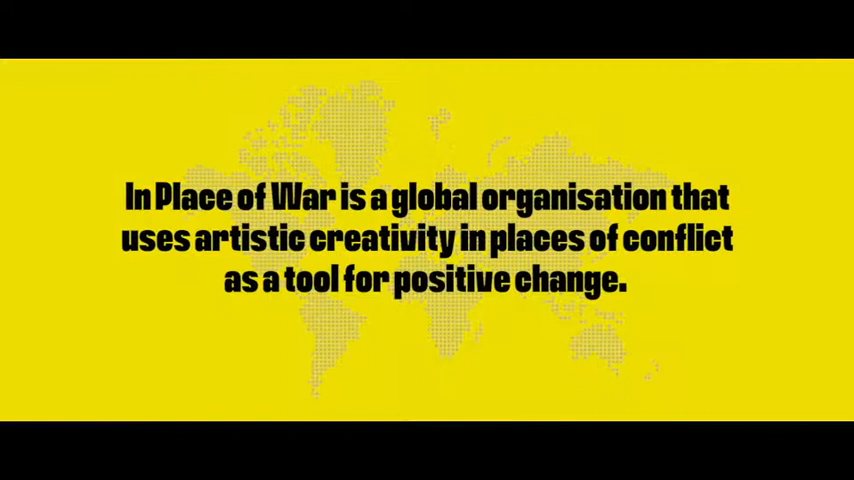 In Place of War is a global organisation that
uses artistic creativity in places of conflict
as a tool for positive change.